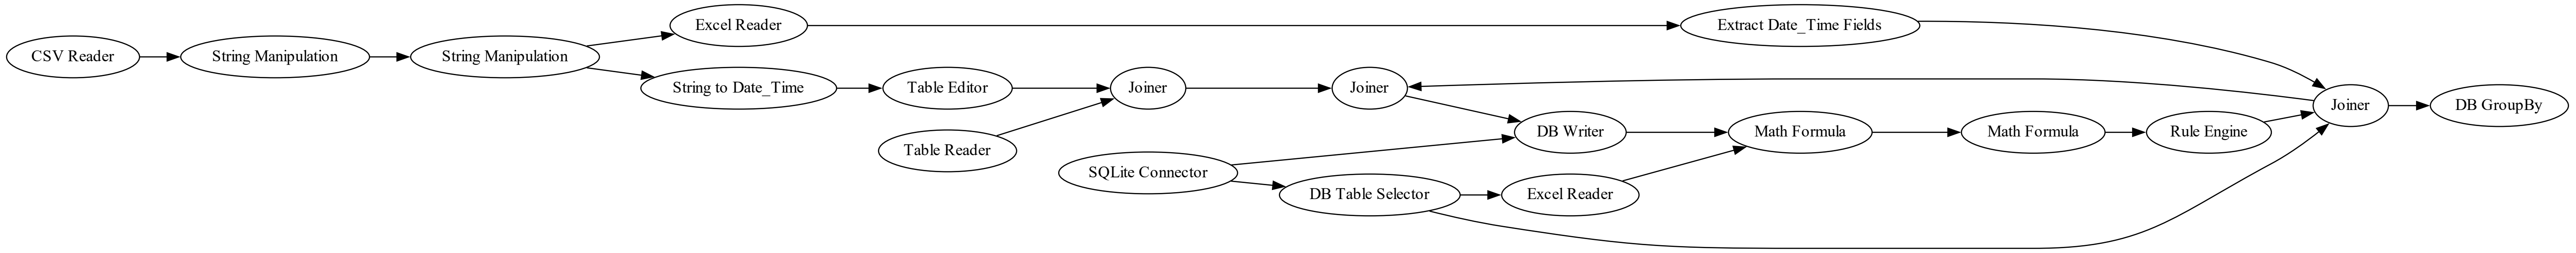 CSV Reader
String Manipulation
String Manipulation
Excel Reader
String to Date_Time
Table Editor
Table Reader
Joiner
SQLite Connector
Joiner
DB Table Selector
DB Writer
Excel Reader
Extract Date_Time Fields
Math Formula
Math Formula
Rule Engine
Joiner
DB GroupBy